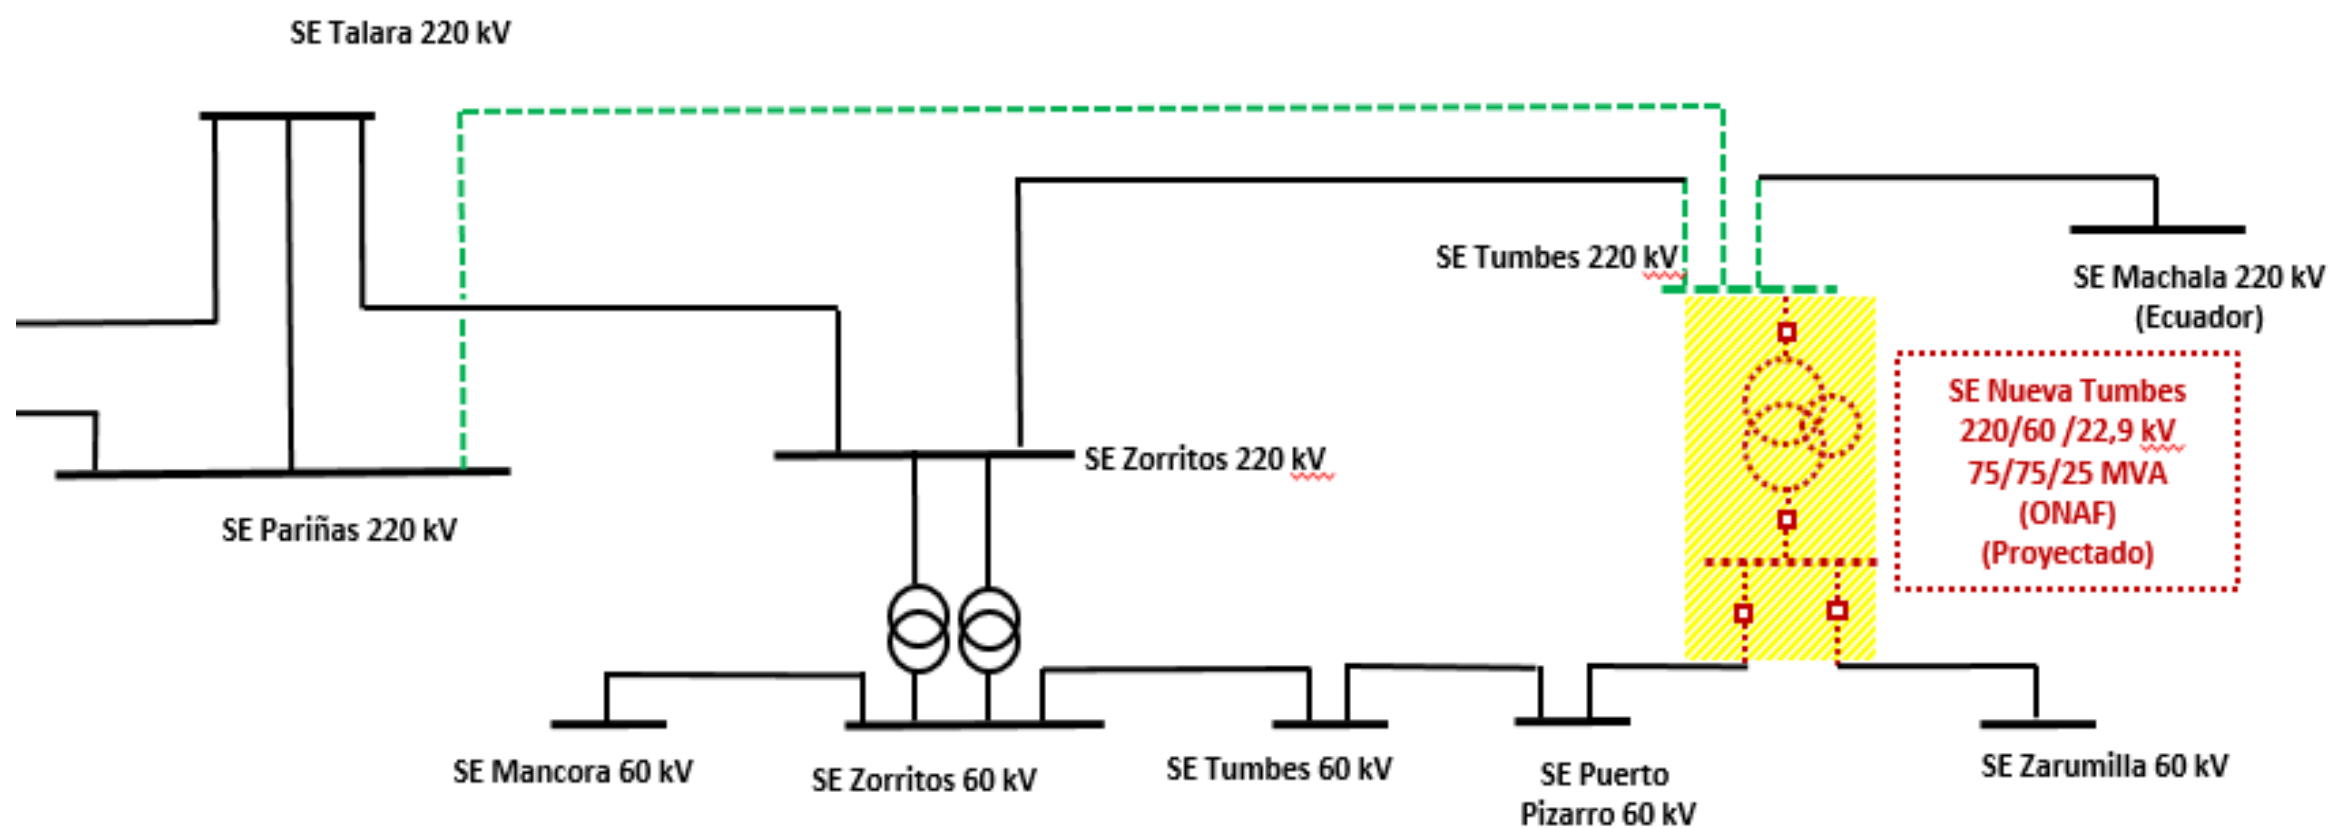 SE Talara 220 kV
SE Tumbes 220 kV
SE Machala 220 kV
(Ecuador)
SE Nueva Tumbes
220/60 /22,9 kV
75/75/25 MVA
(ONAF)
(Proyectado)
SE Zorritos 220 kV
SE Pariñas 220 kV
SE Mancora 60 kV
SE Zorritos 60 kV
SE Tumbes 60 kV
SE Puerto
Pizarro 60 kV
SE Zarumilla 60 kV